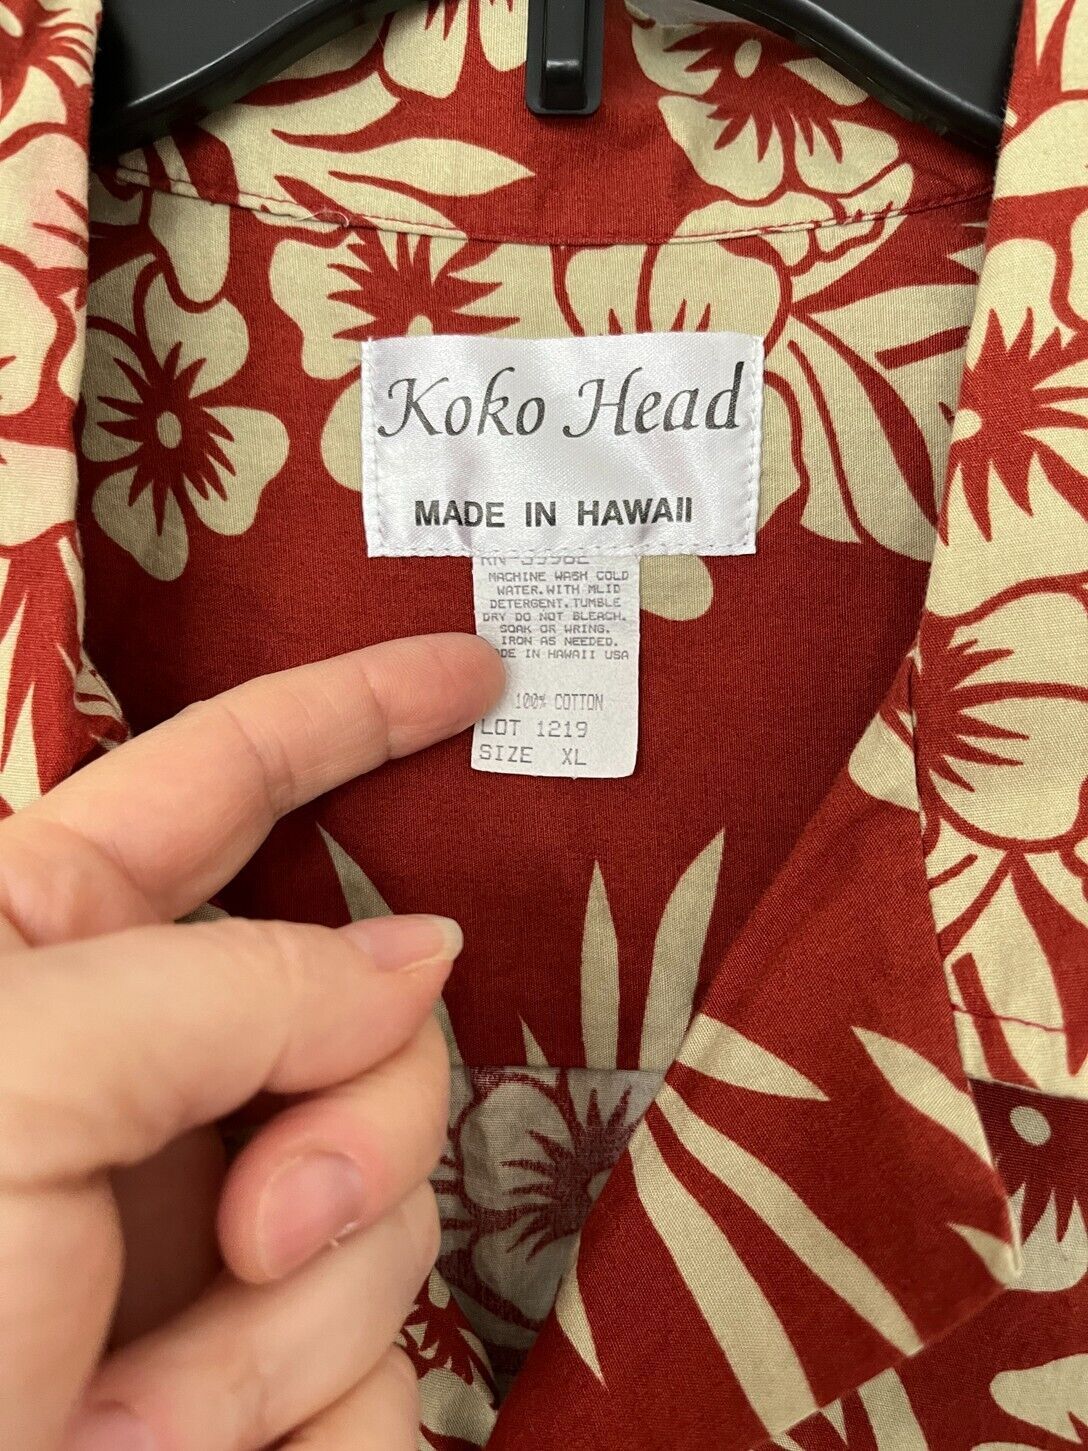 Koko Head
MADE IN HAWAII
MACHINE WASH COLD
WATER. WITH MLID
DETERGENT. TUMBLE
DRY DO NOT BLEACH.
SOAK OR WRING.
IRON AS NEEDED.
DE IN HAWAII USA
100% COTTON
LOT 1219
SIZE XL